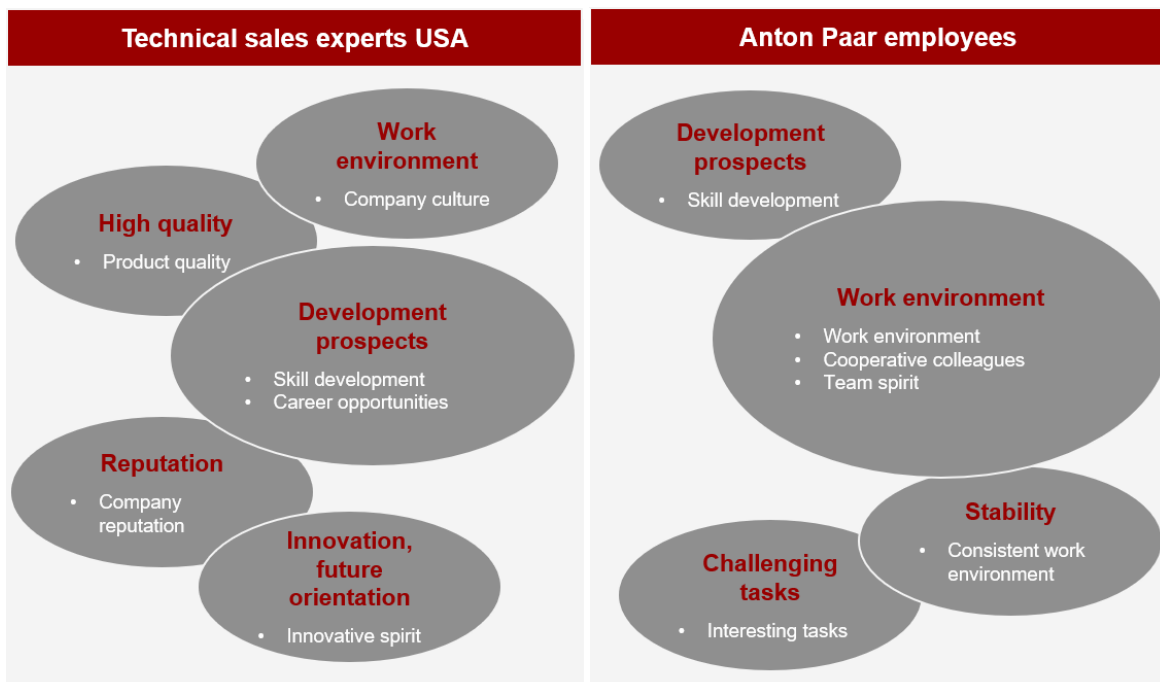 Technical sales experts USA
Work
environment
• Company culture
High quality
• Product quality
Development
prospects
• Skill development
• Career opportunities
Reputation
• Company
reputation
Innovation,
future
orientation
• Innovative spirit
Anton Paar employees
Development
prospects
• Skill development
Work environment
• Work environment
• Cooperative colleagues
• Team spirit
Stability
• Consistent work
environment
Challenging
tasks
• Interesting tasks